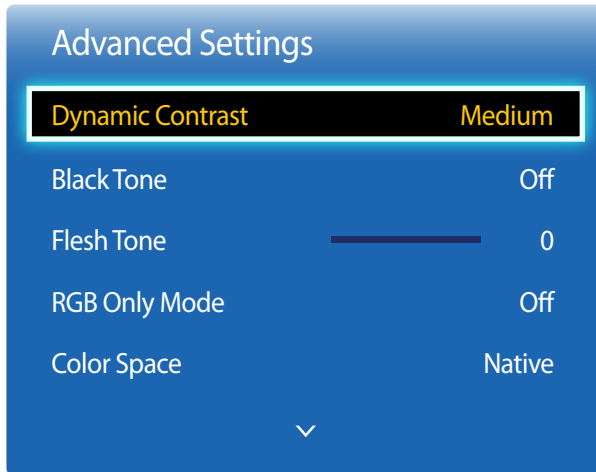 Advanced Settings
Dynamic Contrast Medium
Black Tone Off
Flesh Tone 0
RGB Only Mode Off
Color Space Native